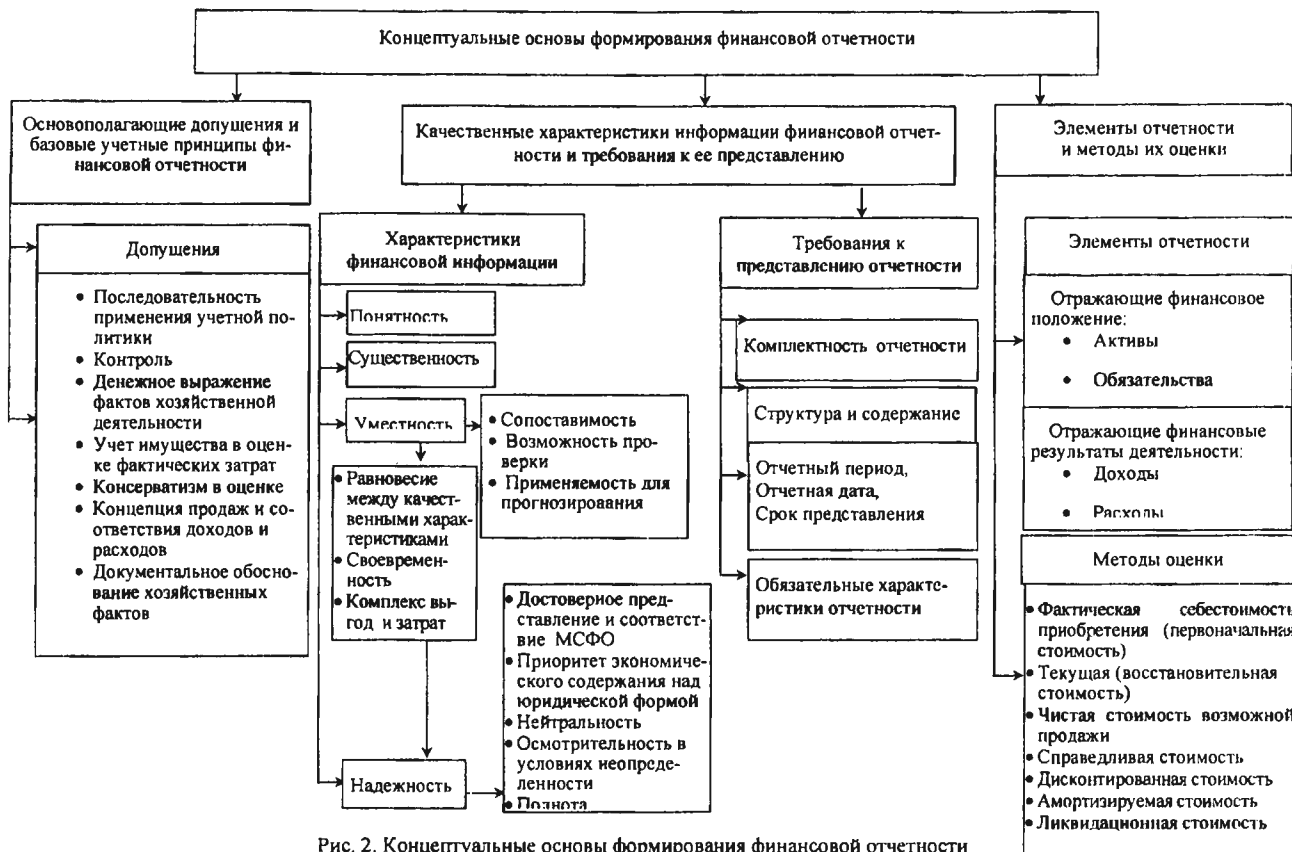 Концептуальные основы формирования финансовой отчетности
Основополагающие допущения и
базовые учетные принципы фи-
нансовой отчетности
Качественные характеристики информации финансовой отчет-
ности и требования к ее представлению
Элементы отчетности
и методы их оценки
Допущения
• Последовательность
применения учетной по-
литики
• Контроль
• Денежное выражение
фактов хозяйственной
деятельности
• Учет имущества в оцен-
ке фактических затрат
• Консерватизм в оценке
• Концепция продаж и со-
ответствия доходов и
расходов
• Документальное обосно-
вание хозяйственных
фактов
Характеристики
финансовой информации
Понятность
Существенность
Уместность
• Сопоставимость
• Возможность про-
верки
• Применяемость для
прогнозирования
• Равновесие
между качест-
венными харак-
теристиками
• Своевремен-
ность
• Комплекс вы-
год и затрат
Надежность
• Достоверное пред-
ставление и соответст-
вие МСФО
• Приоритет экономиче-
ского содержания над
юридической формой
• Нейтральность
• Осмотрительность в
условиях неопреде-
ленности
• Полнота
Требования к
представлению отчетности
Комплектность отчетности
Структура и содержание
Отчетный период,
Отчетная дата,
Срок представления
Обязательные характе-
ристики отчетности
Элементы отчетности
Отражающие финансовое
положение:
• Активы
• Обязательства
Отражающие финансовые
результаты деятельности:
• Доходы
• Расходы
Методы оценки
• Фактическая себестоимость
приобретения (первоначальная
стоимость)
• Текущая (восстановительная
стоимость)
• Чистая стоимость возможной
продажи
• Справедливая стоимость
• Дисконтированная стоимость
• Амортизируемая стоимость
• Ликвидационная стоимость
Рис. 2. Концептуальные основы формирования финансовой отчетности